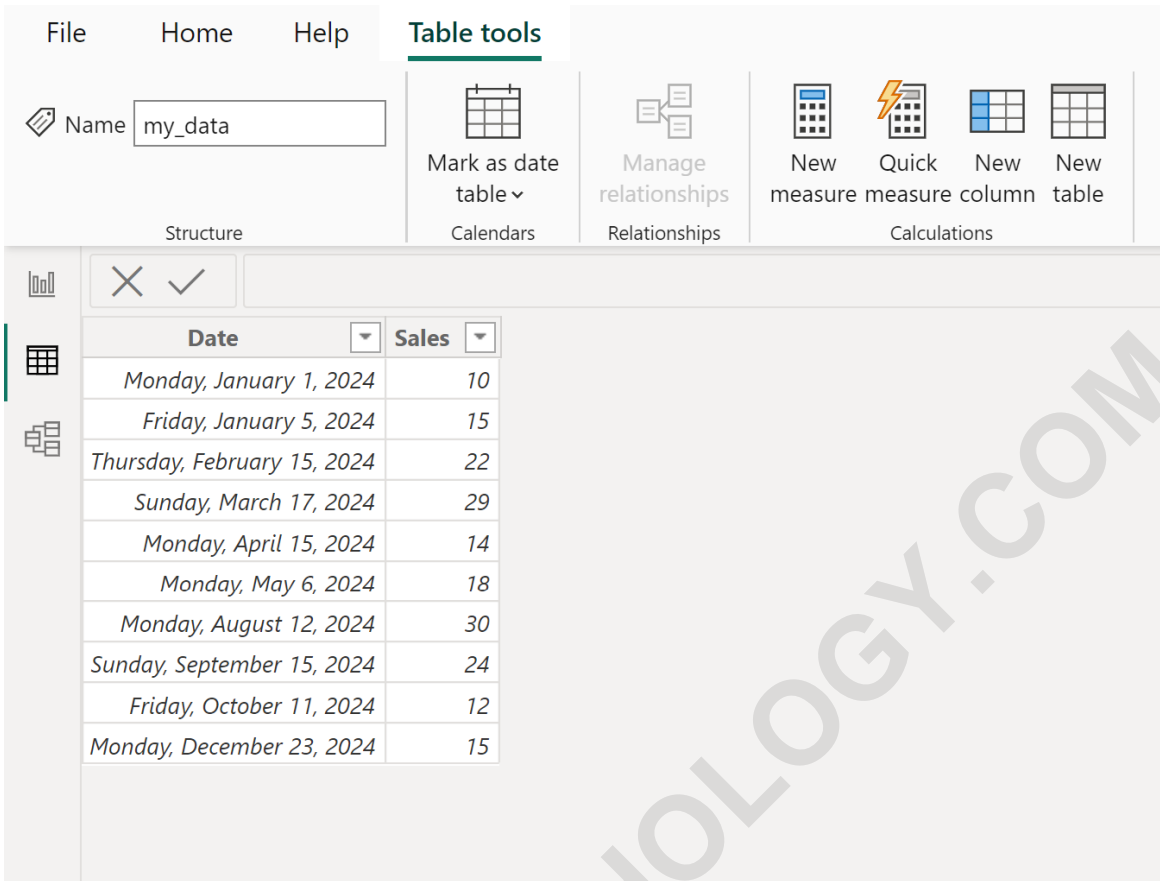 File Home Help Table tools
Name my_data
Mark as date table
Manage relationships
New measure
Quick measure
New column
New table
Structure Calendars Relationships Calculations
Date Sales
Monday, January 1, 2024 10
Friday, January 5, 2024 15
Thursday, February 15, 2024 22
Sunday, March 17, 2024 29
Monday, April 15, 2024 14
Monday, May 6, 2024 18
Monday, August 12, 2024 30
Sunday, September 15, 2024 24
Friday, October 11, 2024 12
Monday, December 23, 2024 15
OLOGY.COM